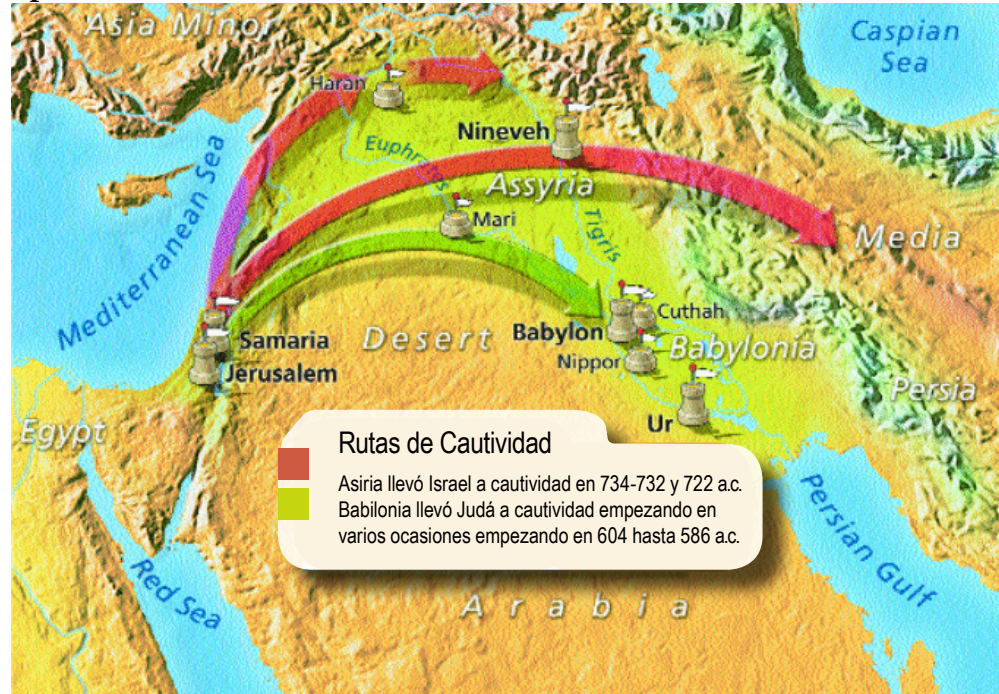 Asia Minor
Caspian
Sea
Haran
Nineveh
Euphrates
Assyria
Mari
Tigris
Media
Mediterranean Sea
Samaria
Jerusalem
Desert
Babylon
Cuthah
Nippor
Babylonia
Ur
Persia
Egypt
Rutas de Cautividad
Asiria llevó Israel a cautividad en 734-732 y 722 a.c.
Babilonia llevó Judá a cautividad empezando en
varios ocasiones empezando en 604 hasta 586 a.c.
Persian Gulf
Red Sea
Arabia